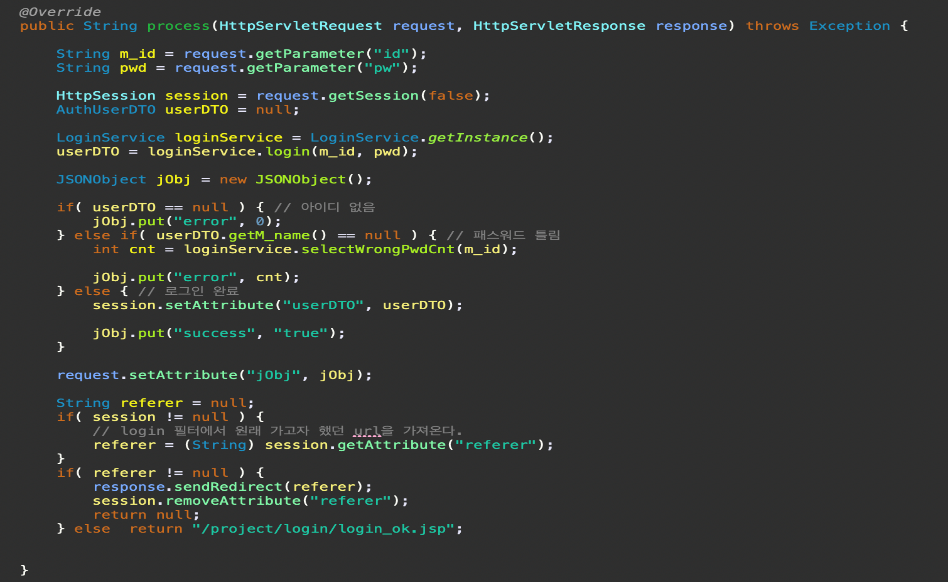 @Override
public String process(HttpServletRequest request, HttpServletResponse response) throws Exception {
String m_id = request.getParameter("id");
String pwd = request.getParameter("pw");
HttpSession session = request.getSession(false);
AuthUserDTO userDTO = null;
LoginService loginService = LoginService.getInstance();
userDTO = loginService.login(m_id, pwd);
JSONObject jObj = new JSONObject();
if( userDTO == null ) { // 아이디 없음
jObj.put("error", 0);
} else if( userDTO.getM_name() == null ) { // 패스워드 틀림
int cnt = loginService.selectWrongPwdCnt(m_id);
jObj.put("error", cnt);
} else { // 로그인 완료
session.setAttribute("userDTO", userDTO);
jObj.put("success", "true");
}
request.setAttribute("jObj", jObj);
String referer = null;
if( session != null ) {
// login 필터에서 원래 가고자 했던 url을 가져온다.
referer = (String) session.getAttribute("referer");
}
if( referer != null ) {
response.sendRedirect(referer);
session.removeAttribute("referer");
return null;
} else  return "/project/login/login_ok.jsp";
}